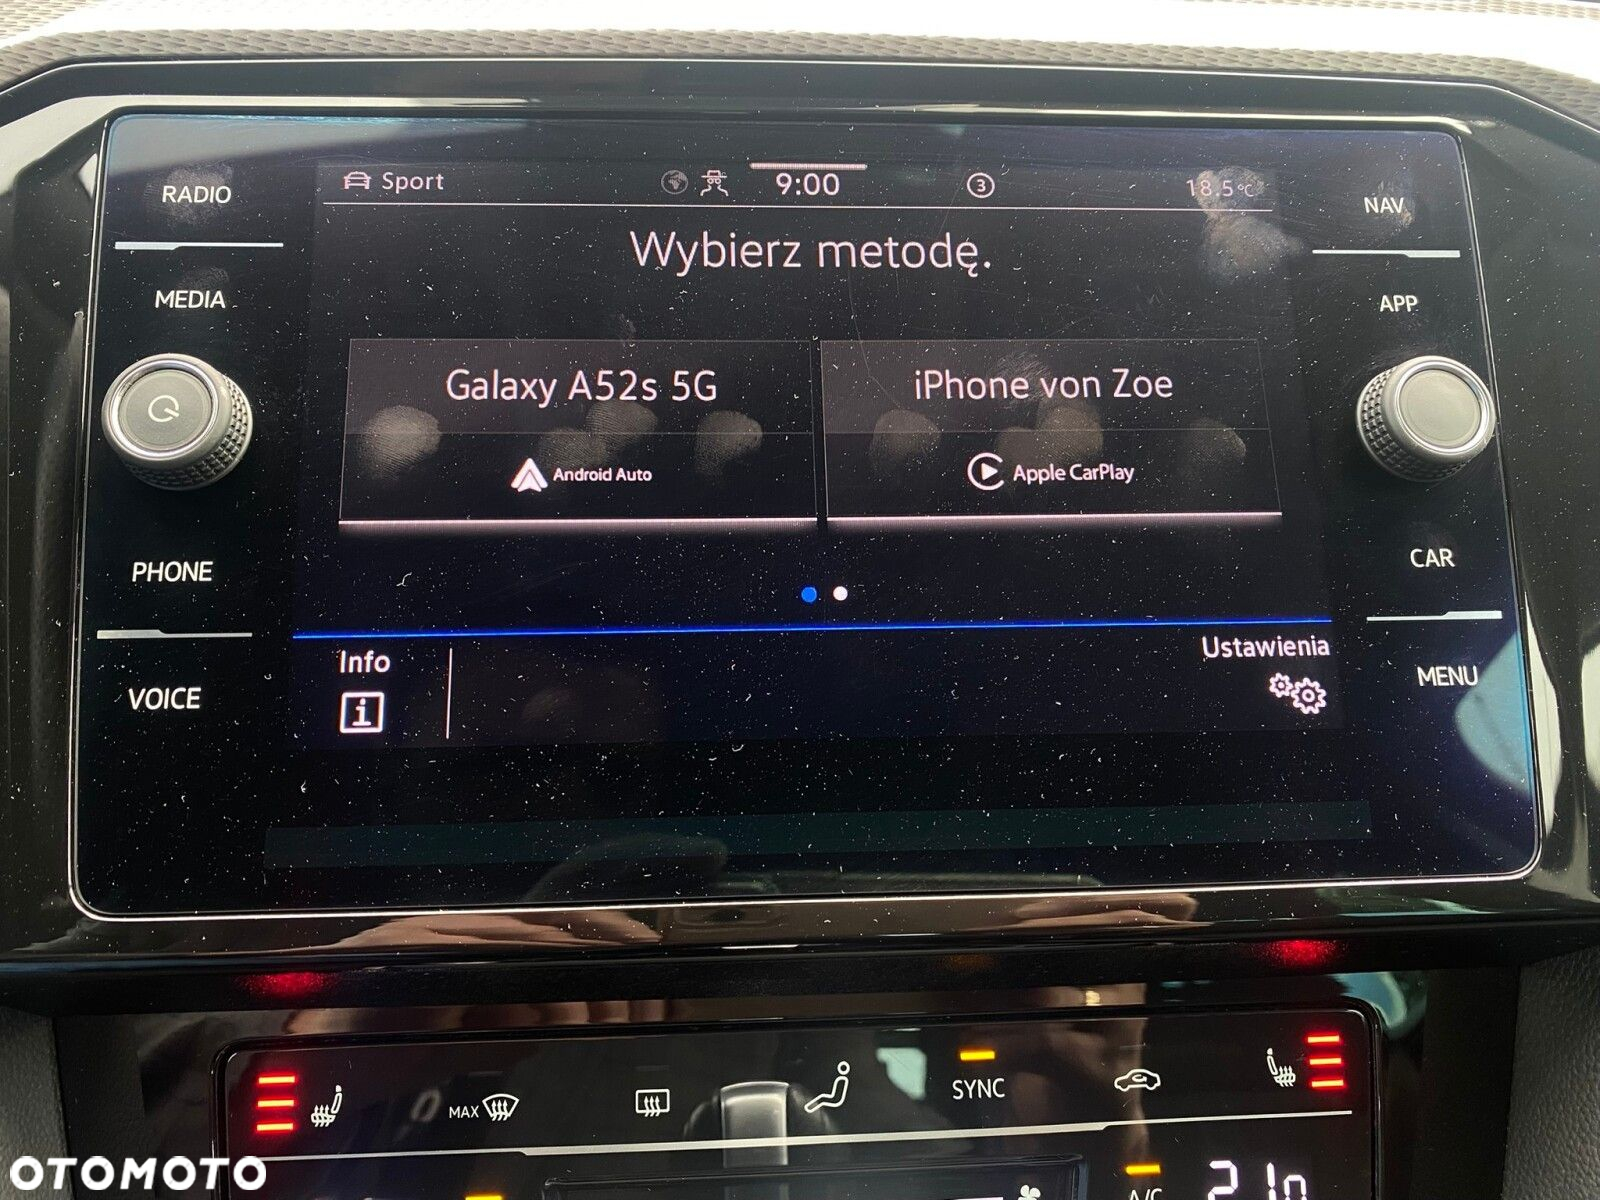 RADIO
MEDIA
PHONE
VOICE
Sport
9:00
3
18.5°C
Wybierz metodę.
Galaxy A52s 5G
Android Auto
iPhone von Zoe
Apple CarPlay
Info
i
Ustawienia
NAV
APP
CAR
MENU
MAX
SYNC
A/C
OTOMOTO